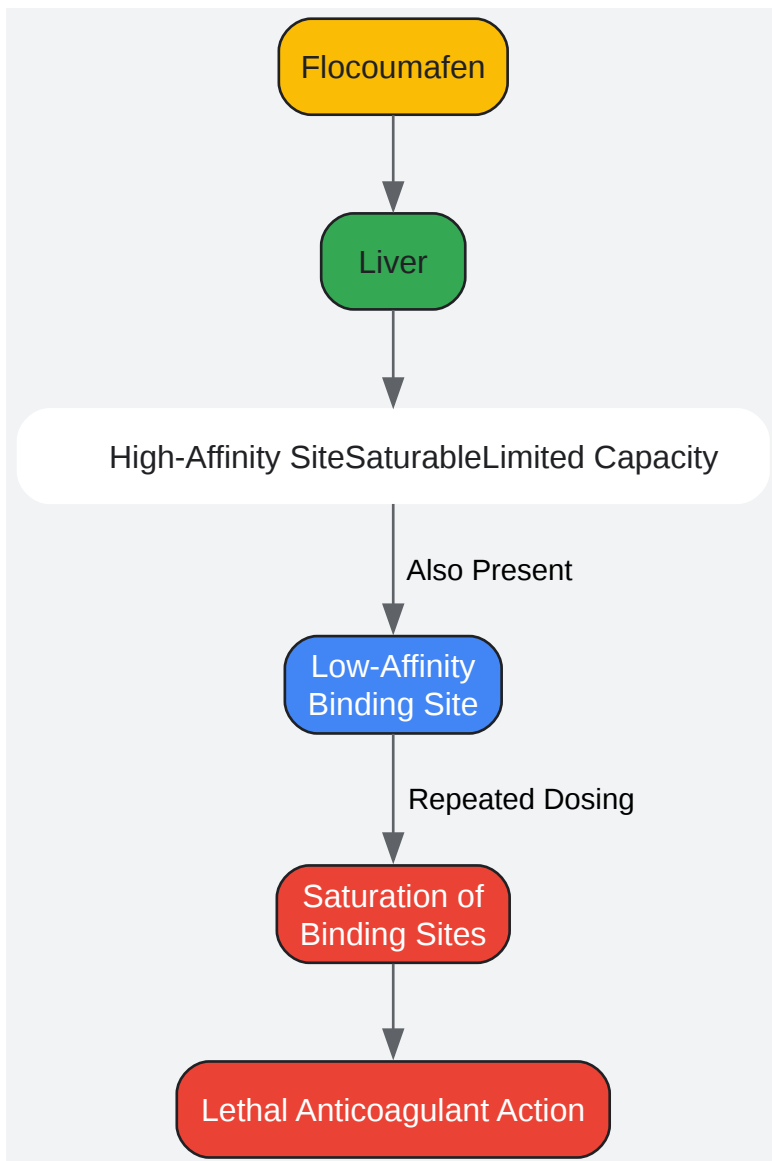 Flocoumafen
Liver
High-Affinity SiteSaturableLimited Capacity
Also Present
Low-Affinity
Binding Site
Repeated Dosing
Saturation of
Binding Sites
Lethal Anticoagulant Action